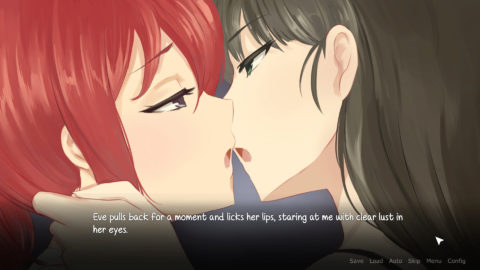 Eve pulls back for a moment and licks her lips, staring at me with clear lust in
her eyes.
Save Load Auto Skip Menu Config